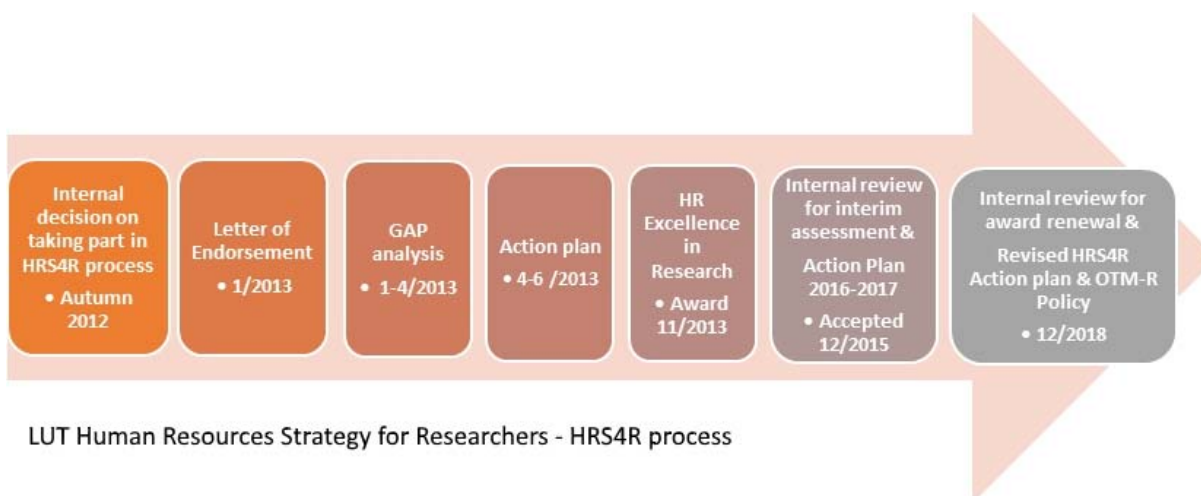 Internal
decision on
taking part in
HRS4R process
• Autumn
2012
Letter of
Endorsement
• 1/2013
GAP
analysis
• 1-4/2013
Action plan
• 4-6 /2013
HR
Excellence
in
Research
• Award
11/2013
Internal review
for interim
assessment &
Action Plan
2016-2017
• Accepted
12/2015
Internal review for
award renewal &
Revised HRS4R
Action plan & OTM-R
Policy
• 12/2018
LUT Human Resources Strategy for Researchers - HRS4R process